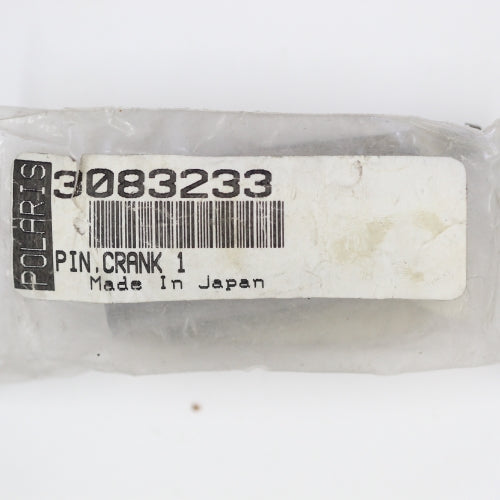 POLARIS
3083233
PIN,CRANK 1
Made In Japan